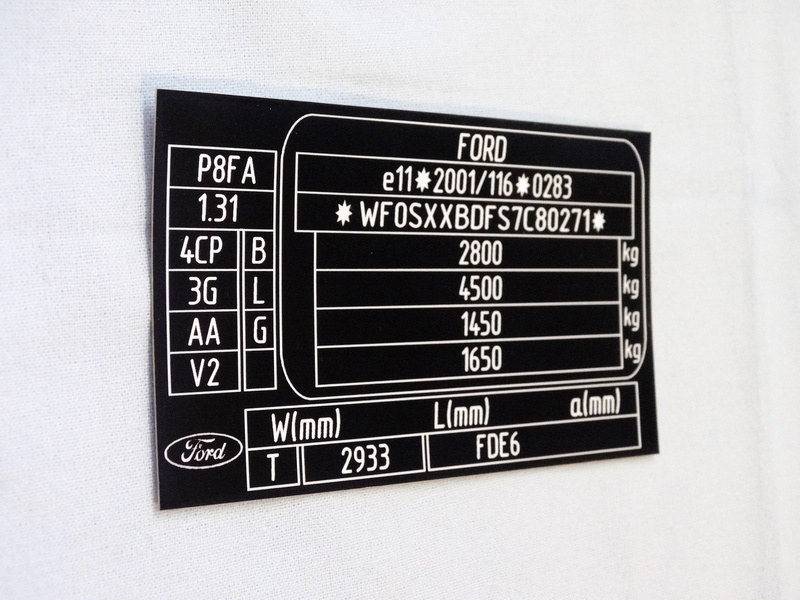 FORD
e11*2001/116*0283
*WF0SXXBDFS7C80271*
2800 kg
4500 kg
1450 kg
1650 kg
P8FA
1.31
4CP B
3G L
AA G
V2
W(mm) L(mm) a(mm)
T 2933 FDE6
Ford